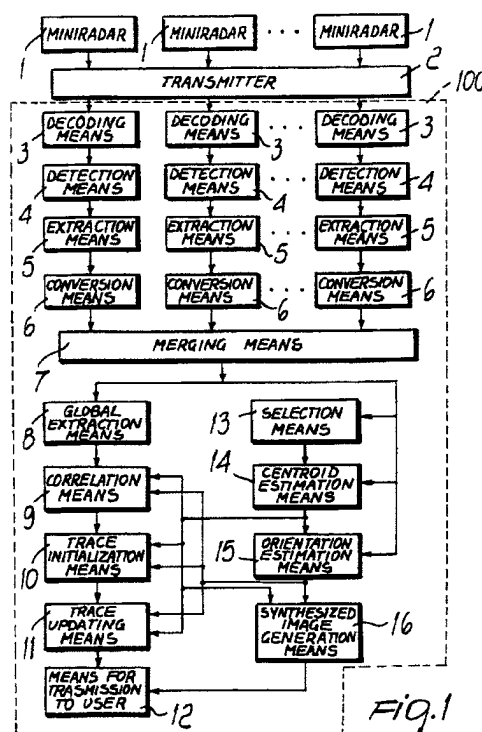 MINIRADAR MINIRADAR ... MINIRADAR 1
1 1
TRANSMITTER 2
100
DECODING MEANS DECODING MEANS ... DECODING MEANS
3 3 3
DETECTION MEANS DETECTION MEANS ... DETECTION MEANS
4 4 4
EXTRACTION MEANS EXTRACTION MEANS ... EXTRACTION MEANS
5 5 5
CONVERSION MEANS CONVERSION MEANS ... CONVERSION MEANS
6 6 6
7 MERGING MEANS
8 GLOBAL EXTRACTION MEANS
13 SELECTION MEANS
9 CORRELATION MEANS
14 CENTROID ESTIMATION MEANS
10 TRACE INITIALIZATION MEANS
15 ORIENTATION ESTIMATION MEANS
11 TRACE UPDATING MEANS
SYNTHESIZED IMAGE GENERATION MEANS 16
MEANS FOR TRASMISSION TO USER 12
Fig.1